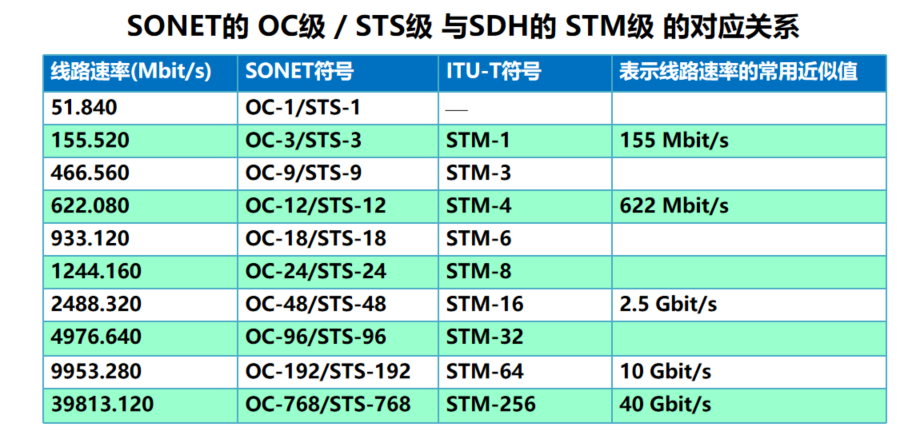 SONET的 OC级 / STS级 与SDH的 STM级 的对应关系
线路速率(Mbit/s) SONET符号 ITU-T符号 表示线路速率的常用近似值
51.840 OC-1/STS-1 —
155.520 OC-3/STS-3 STM-1 155 Mbit/s
466.560 OC-9/STS-9 STM-3
622.080 OC-12/STS-12 STM-4 622 Mbit/s
933.120 OC-18/STS-18 STM-6
1244.160 OC-24/STS-24 STM-8
2488.320 OC-48/STS-48 STM-16 2.5 Gbit/s
4976.640 OC-96/STS-96 STM-32
9953.280 OC-192/STS-192 STM-64 10 Gbit/s
39813.120 OC-768/STS-768 STM-256 40 Gbit/s